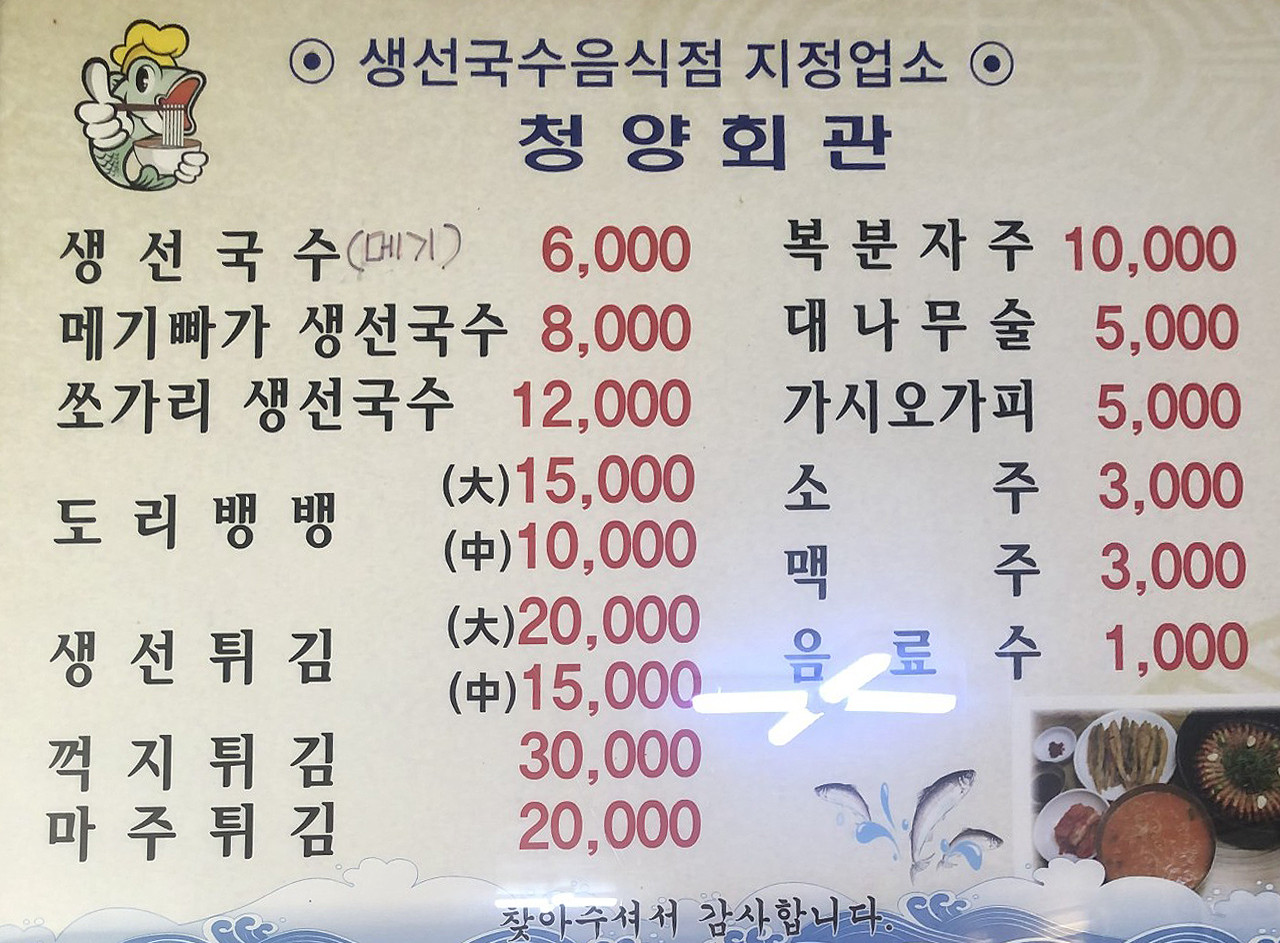 ⊙ 생선국수음식점 지정업소 ⊙
청양회관
생선국수(메기) 6,000
메기빠가 생선국수 8,000
쏘가리 생선국수 12,000
도리뱅뱅 (大)15,000
(中)10,000
생선튀김 (大)20,000
(中)15,000
꺽지튀김 30,000
마주튀김 20,000
복분자주 10,000
대나무술 5,000
가시오가피 5,000
소주 3,000
맥주 3,000
음료수 1,000
찾아주셔서 감사합니다.